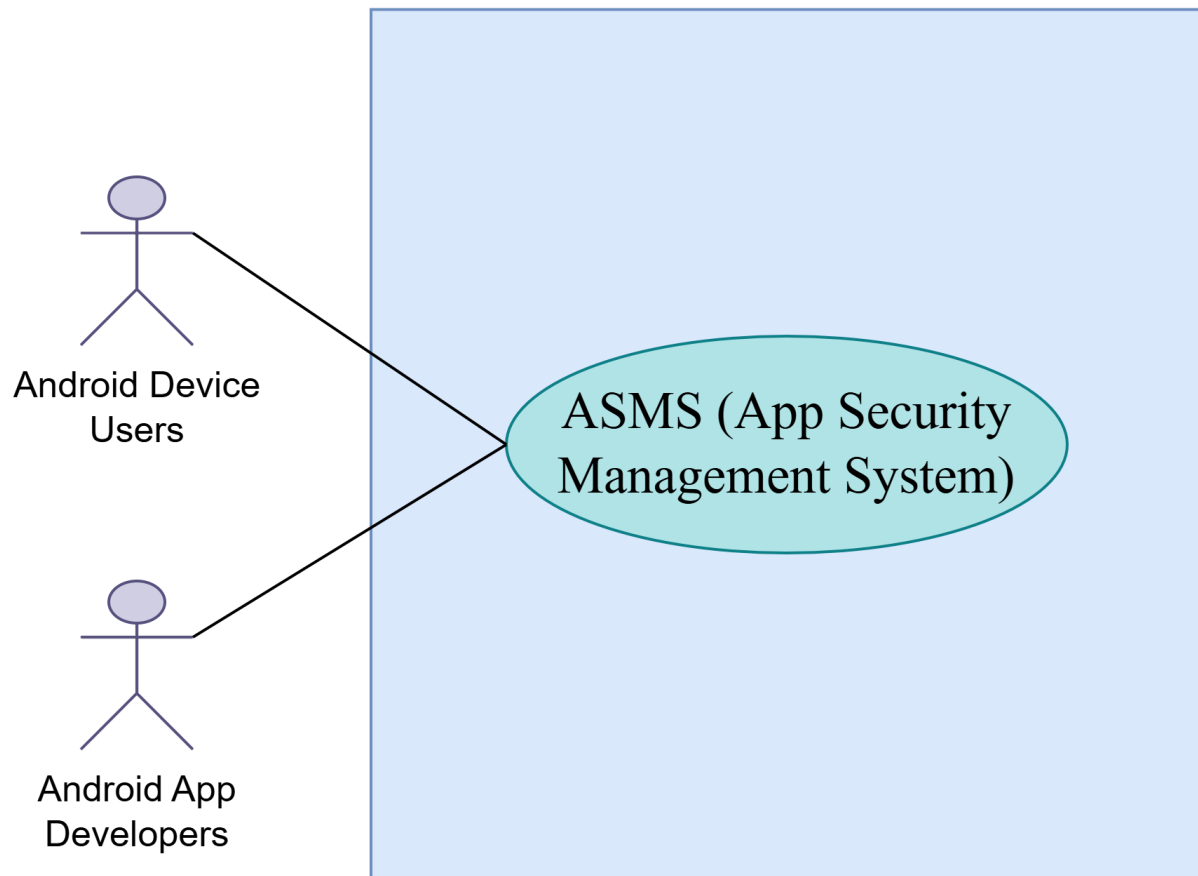 Android Device
Users
ASMS (App Security
Management System)
Android App
Developers